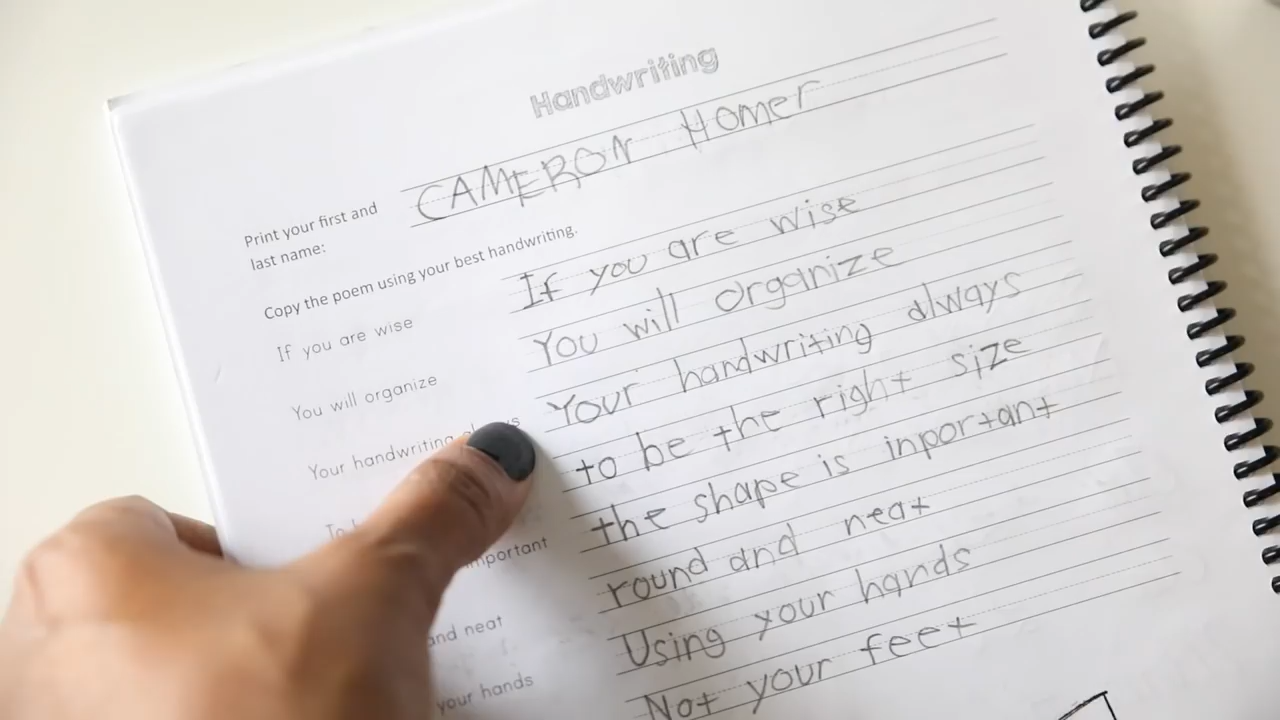 Handwriting
Print your first and
last name:
CAMERON Homer
Copy the poem using your best handwriting.
If you are wise
If you are wise
You will organize
You will organize
Your handwriting
Your handwriting always
to be the right size
important
the shape is inportant
round and neat
and neat
your hands
Using your hands
Not your feet